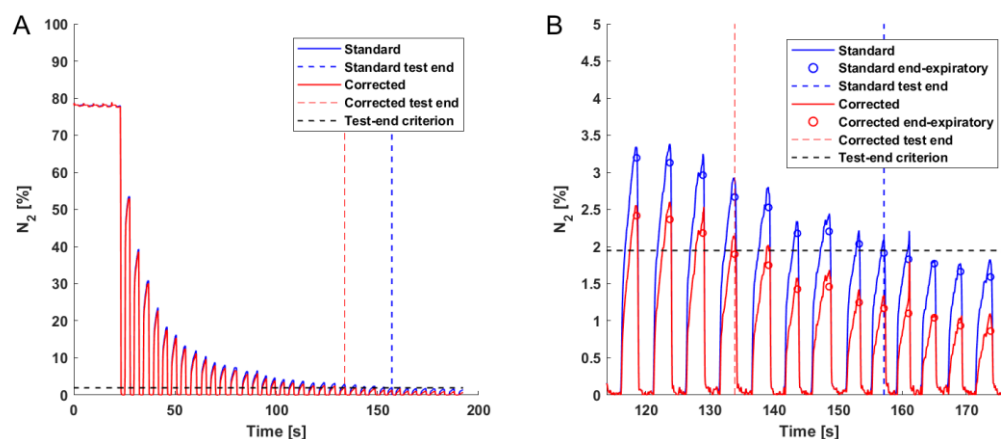 A
100
90
80
70
60
50
40
30
20
10
0
N2 [%]
0
50
100
150
200
Time [s]
Standard
Standard test end
Corrected
Corrected test end
Test-end criterion
B
5
4.5
4
3.5
3
2.5
2
1.5
1
0.5
0
N2 [%]
120
130
140
150
160
170
Time [s]
Standard
Standard end-expiratory
Standard test end
Corrected
Corrected end-expiratory
Corrected test end
Test-end criterion